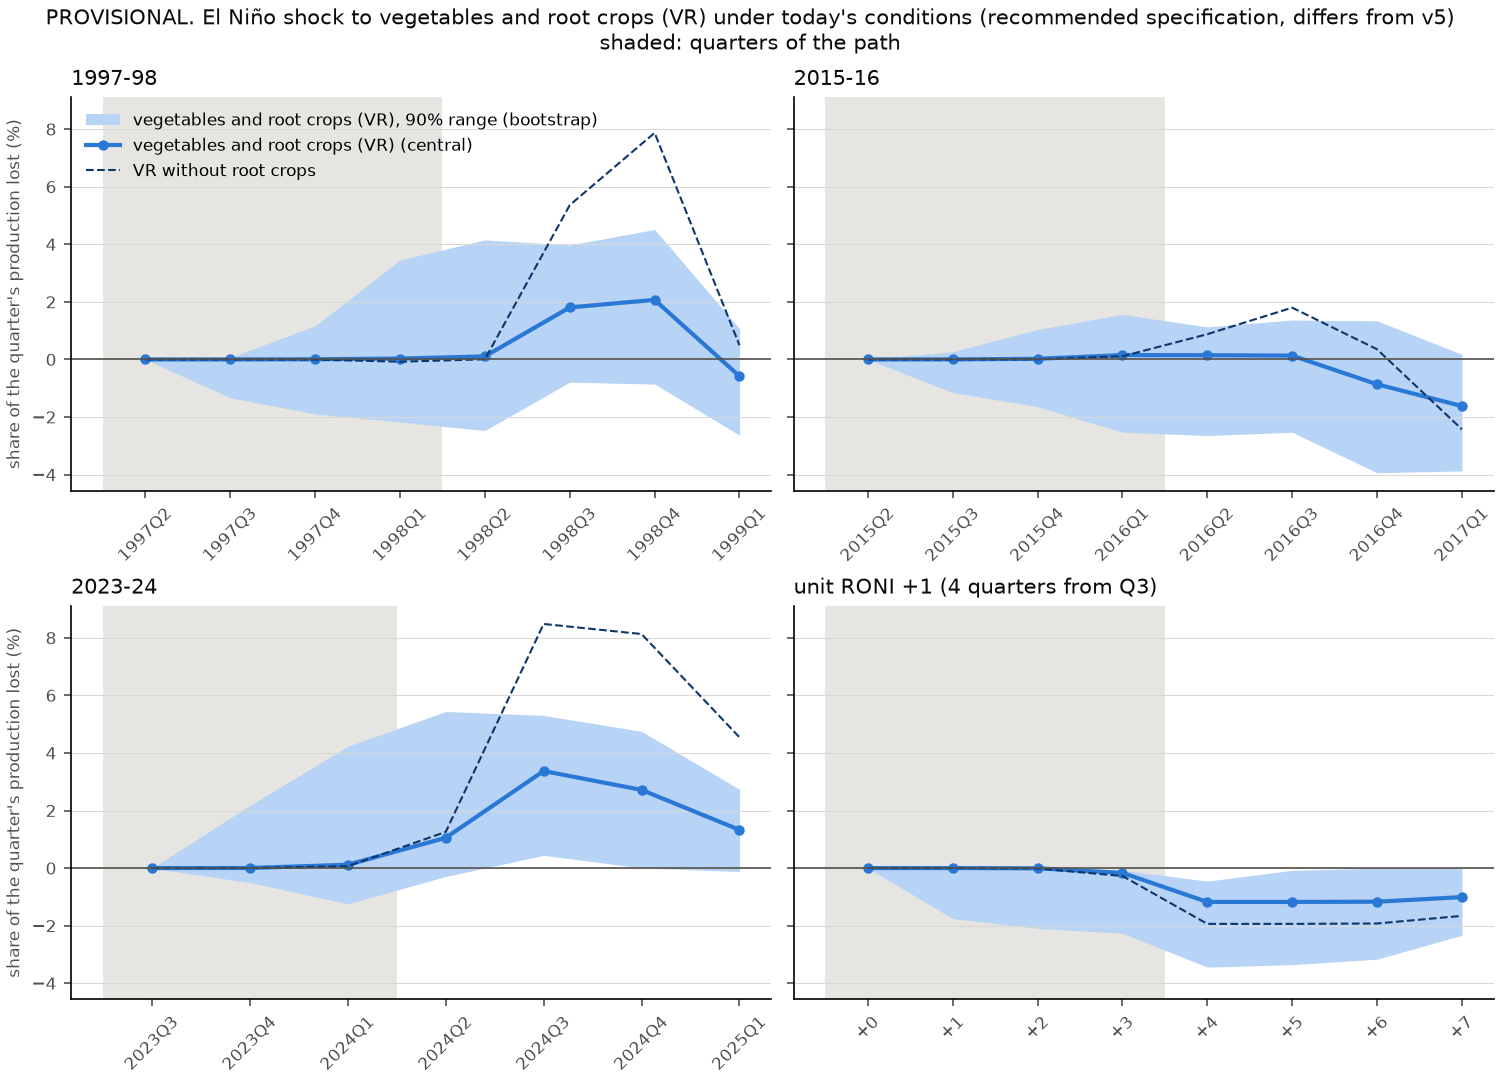 PROVISIONAL. El Niño shock to vegetables and root crops (VR) under today's conditions (recommended specification, differs from v5)
shaded: quarters of the path
1997-98
share of the quarter's production lost (%)
8
6
4
2
0
−2
−4
vegetables and root crops (VR), 90% range (bootstrap)
vegetables and root crops (VR) (central)
VR without root crops
1997Q2
1997Q3
1997Q4
1998Q1
1998Q2
1998Q3
1998Q4
1999Q1
2015-16
2015Q2
2015Q3
2015Q4
2016Q1
2016Q2
2016Q3
2016Q4
2017Q1
2023-24
share of the quarter's production lost (%)
8
6
4
2
0
−2
−4
2023Q3
2023Q4
2024Q1
2024Q2
2024Q3
2024Q4
2025Q1
unit RONI +1 (4 quarters from Q3)
+0
+1
+2
+3
+4
+5
+6
+7